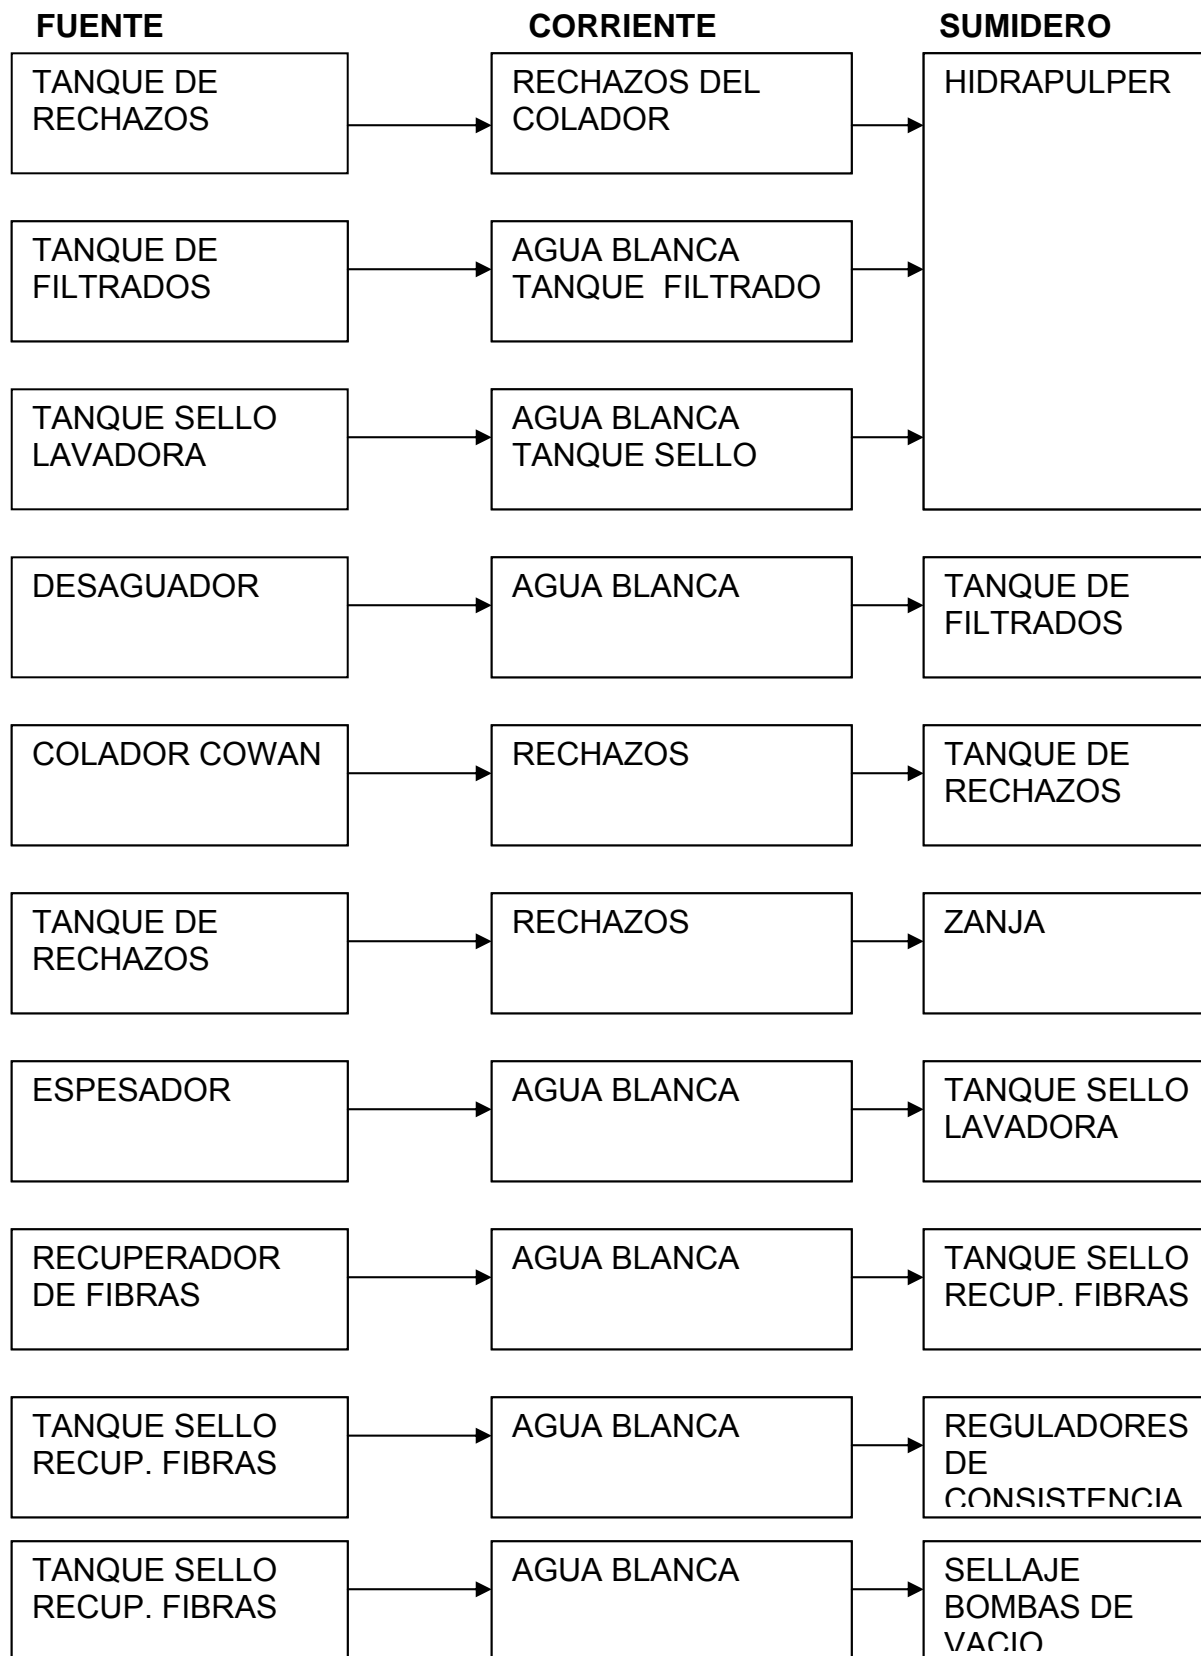 FUENTE CORRIENTE SUMIDERO
TANQUE DE
RECHAZOS
RECHAZOS DEL
COLADOR
HIDRAPULPER
TANQUE DE
FILTRADOS
AGUA BLANCA
TANQUE FILTRADO
TANQUE SELLO
LAVADORA
AGUA BLANCA
TANQUE SELLO
DESAGUADOR
AGUA BLANCA
TANQUE DE
FILTRADOS
COLADOR COWAN
RECHAZOS
TANQUE DE
RECHAZOS
TANQUE DE
RECHAZOS
RECHAZOS
ZANJA
ESPESADOR
AGUA BLANCA
TANQUE SELLO
LAVADORA
RECUPERADOR
DE FIBRAS
AGUA BLANCA
TANQUE SELLO
RECUP. FIBRAS
TANQUE SELLO
RECUP. FIBRAS
AGUA BLANCA
REGULADORES
DE
CONSISTENCIA
TANQUE SELLO
RECUP. FIBRAS
AGUA BLANCA
SELLAJE
BOMBAS DE
VACIO